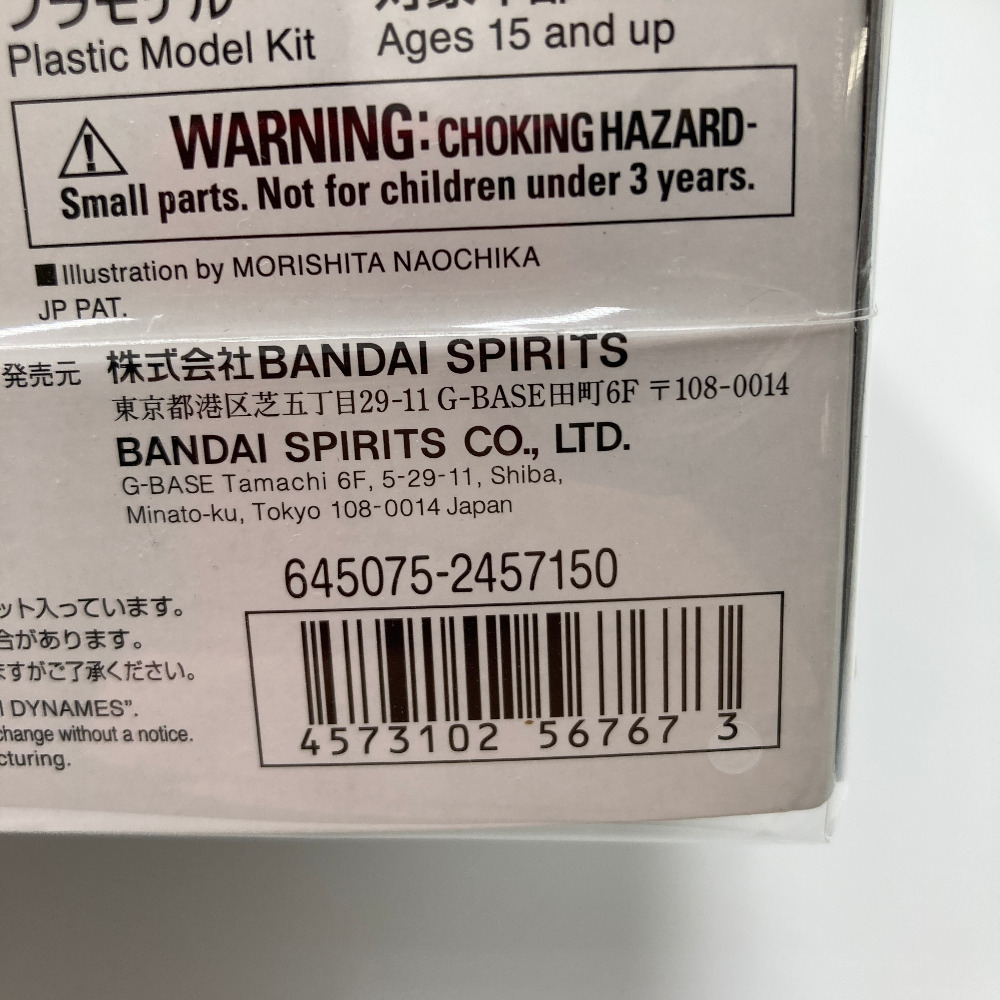 プラモデル
Plastic Model Kit
Ages 15 and up
WARNING: CHOKING HAZARD-
Small parts. Not for children under 3 years.
■Illustration by MORISHITA NAOCHIKA
JP PAT.
発売元 株式会社BANDAI SPIRITS
東京都港区芝五丁目29-11 G-BASE田町6F 〒108-0014
BANDAI SPIRITS CO., LTD.
G-BASE Tamachi 6F, 5-29-11, Shiba,
Minato-ku, Tokyo 108-0014 Japan
645075-2457150
ット入っています。
合があります。
ますがご了承ください。
DYNAMES”.
change without a notice.
cturing.
4573102 56767 3